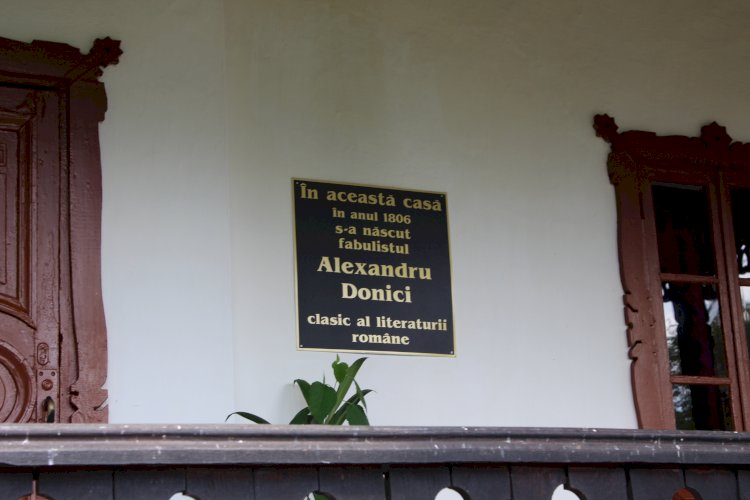 În această casă
în anul 1806
s-a născut
fabulistul
Alexandru
Donici
clasic al literaturii
române